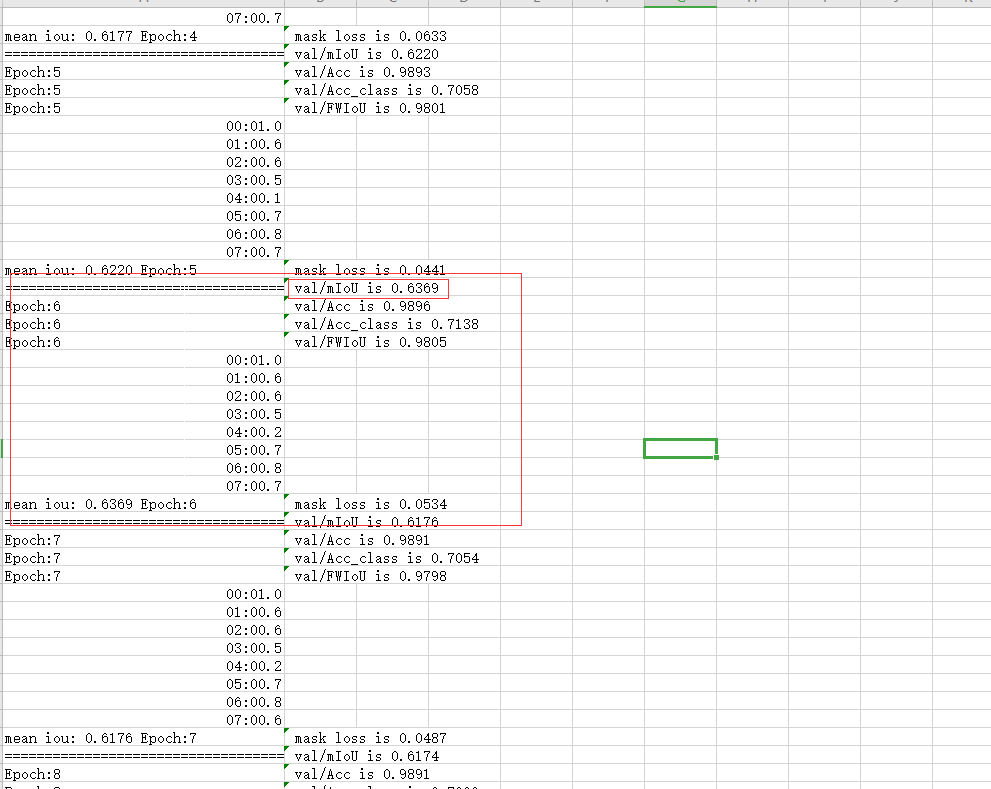 07:00.7
mean iou: 0.6177 Epoch:4 mask loss is 0.0633
=================================== val/mIoU is 0.6220
Epoch:5 val/Acc is 0.9893
Epoch:5 val/Acc_class is 0.7058
Epoch:5 val/FWIoU is 0.9801
00:01.0
01:00.6
02:00.6
03:00.5
04:00.1
05:00.7
06:00.8
07:00.7
mean iou: 0.6220 Epoch:5 mask loss is 0.0441
=================================== val/mIoU is 0.6369
Epoch:6 val/Acc is 0.9896
Epoch:6 val/Acc_class is 0.7138
Epoch:6 val/FWIoU is 0.9805
00:01.0
01:00.6
02:00.6
03:00.5
04:00.2
05:00.7
06:00.8
07:00.7
mean iou: 0.6369 Epoch:6 mask loss is 0.0534
=================================== val/mIoU is 0.6176
Epoch:7 val/Acc is 0.9891
Epoch:7 val/Acc_class is 0.7054
Epoch:7 val/FWIoU is 0.9798
00:01.0
01:00.6
02:00.6
03:00.5
04:00.2
05:00.7
06:00.8
07:00.6
mean iou: 0.6176 Epoch:7 mask loss is 0.0487
=================================== val/mIoU is 0.6174
Epoch:8 val/Acc is 0.9891